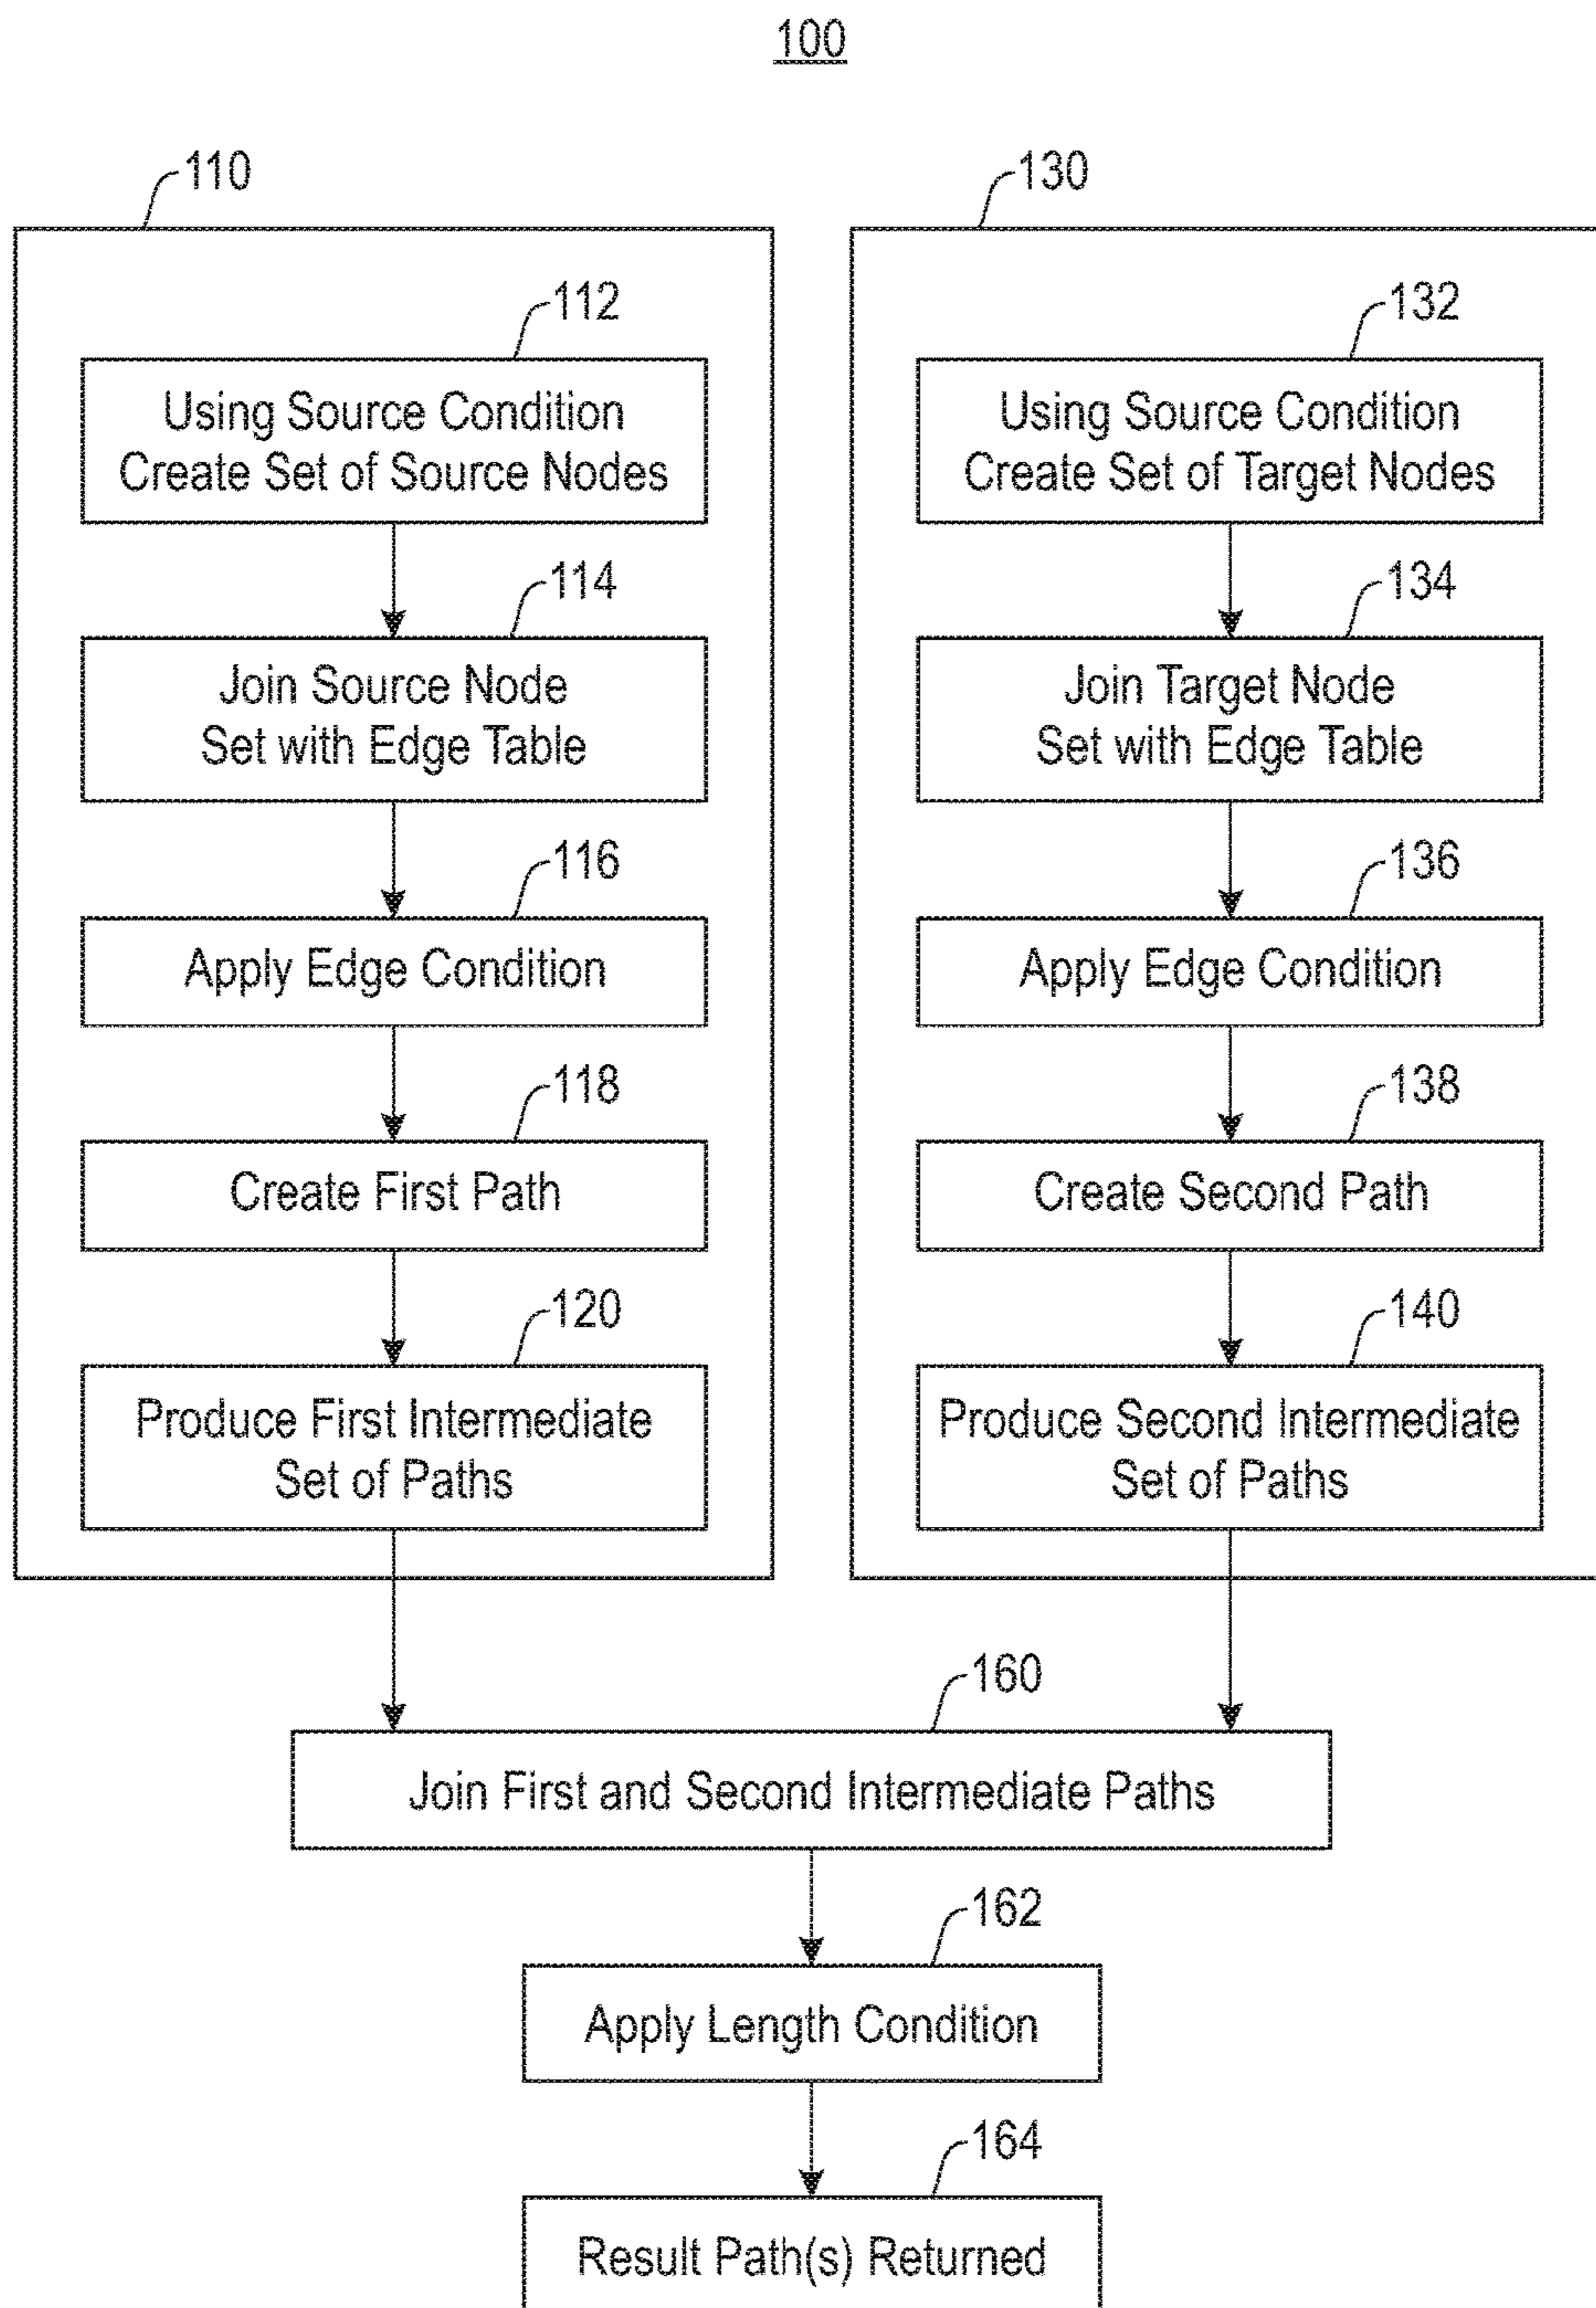 100
110
112
Using Source Condition
Create Set of Source Nodes
114
Join Source Node
Set with Edge Table
116
Apply Edge Condition
118
Create First Path
120
Produce First Intermediate
Set of Paths
130
132
Using Source Condition
Create Set of Target Nodes
134
Join Target Node
Set with Edge Table
136
Apply Edge Condition
138
Create Second Path
140
Produce Second Intermediate
Set of Paths
160
Join First and Second Intermediate Paths
162
Apply Length Condition
164
Result Path(s) Returned